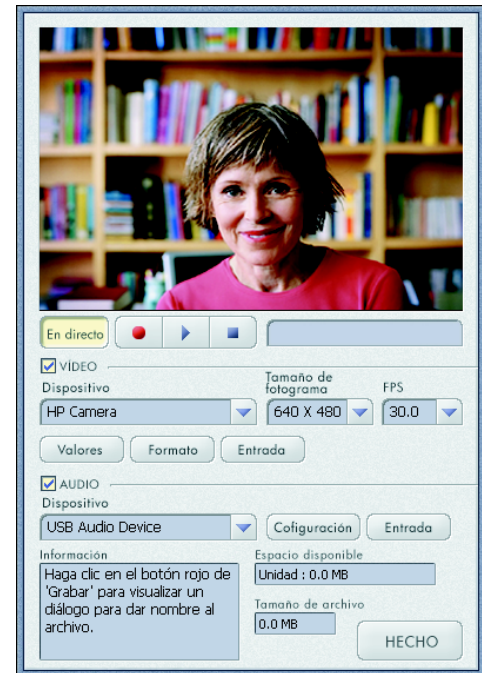 En directo
VÍDEO
Dispositivo
Tamaño de
fotograma
FPS
HP Camera
640 X 480
30.0
Valores
Formato
Entrada
AUDIO
Dispositivo
USB Audio Device
Cofiguración
Entrada
Información
Haga clic en el botón rojo de
'Grabar' para visualizar un
diálogo para dar nombre al
archivo.
Espacio disponible
Unidad : 0.0 MB
Tamaño de archivo
0.0 MB
HECHO